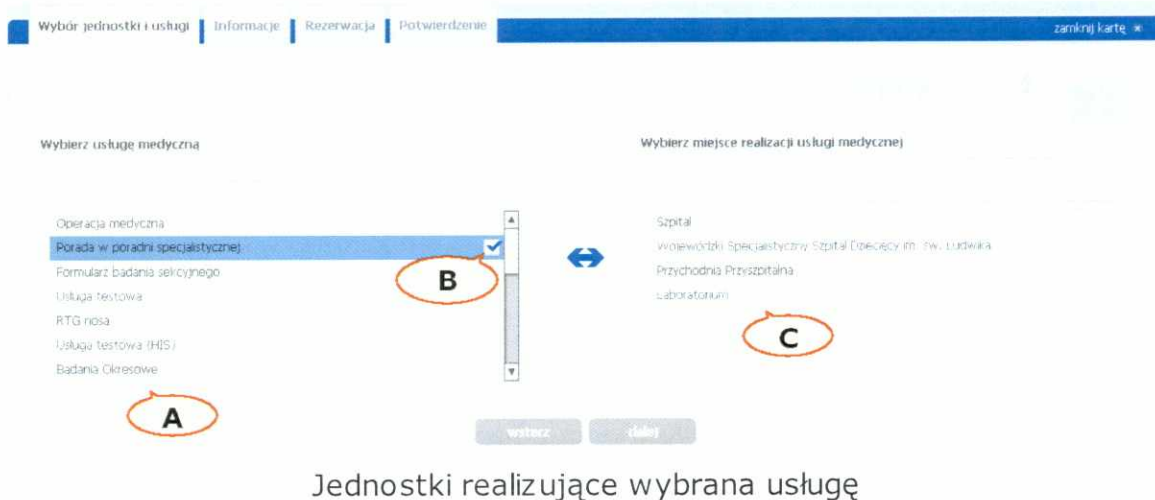 Wybór jednostki i usługi Informacje Rezerwacja Potwierdzenie zamknij kartę
Wybierz usługę medyczną
Wybierz miejsce realizacji usługi medycznej
Operacja medyczna
Porada w poradni specjalistycznej
Formularz badania sekcyjnego
Usługa testowa
RTG nosa
Usługa testowa (HIS)
Badania Okresowe
Szpital
Wojewódzki Specjalistyczny Szpital Dziecięcy im. św. Ludwika
Przychodnia Przyszpitalna
Laboratorium
B
C
A
wstecz dalej
Jednostki realizujące wybrana usługę